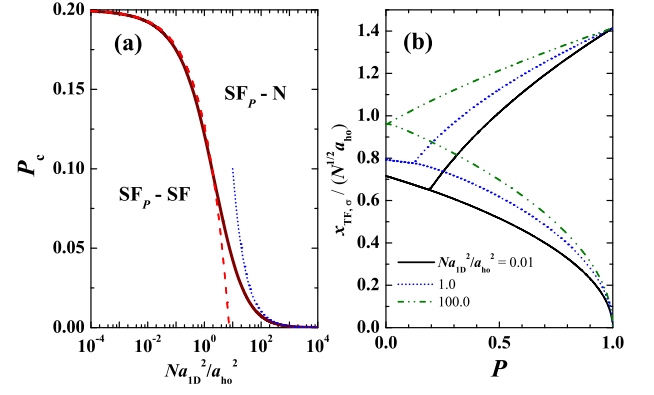 (a)
SF_P - N
SF_P - SF
P_c
0.20
0.15
0.10
0.05
0.00
10^-4
10^-2
10^0
10^2
10^4
Na_1D^2/a_ho^2
(b)
x_TF, σ / (N^1/2 a_ho)
1.4
1.2
1.0
0.8
0.6
0.4
0.2
0.0
Na_1D^2/a_ho^2 = 0.01
1.0
100.0
0.0
0.5
1.0
P